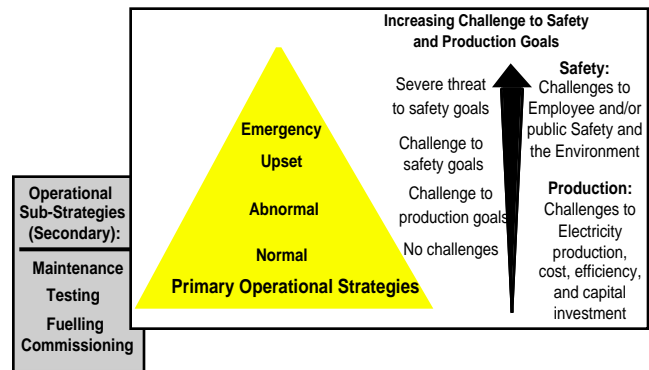 Increasing Challenge to Safety
and Production Goals
Emergency
Upset
Abnormal
Normal
Primary Operational Strategies
Severe threat
to safety goals
Challenge to
safety goals
Challenge to
production goals
No challenges
Safety:
Challenges to
Employee and/or
public Safety and
the Environment
Production:
Challenges to
Electricity
production,
cost, efficiency,
and capital
investment
Operational
Sub-Strategies
(Secondary):
Maintenance
Testing
Fuelling
Commissioning